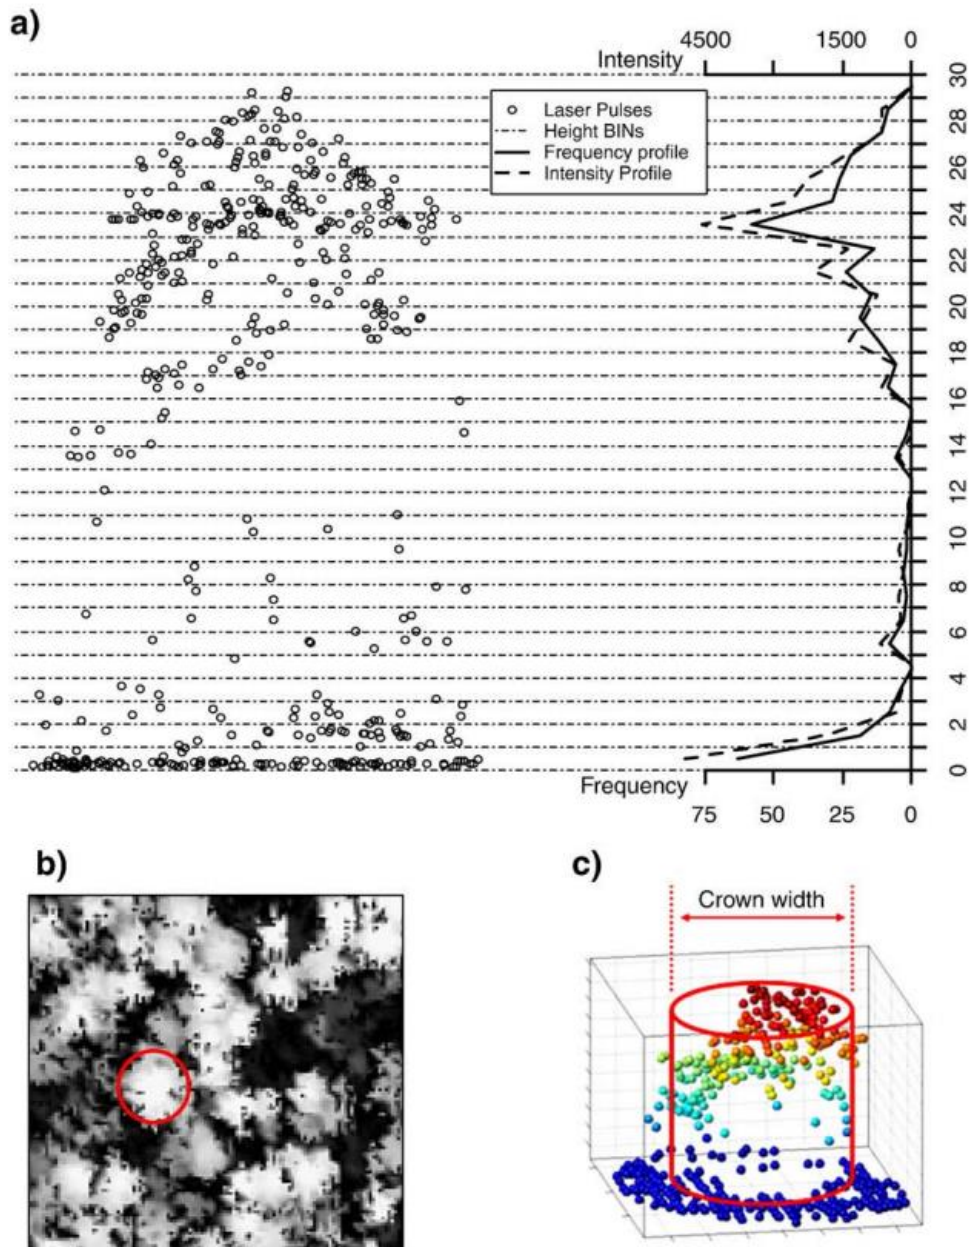 a)
4500 1500 0
Intensity
Laser Pulses
Height BINs
Frequency profile
Intensity Profile
30
28
26
24
22
20
18
16
14
12
10
8
6
4
2
0
Frequency
75 50 25 0
b)
c)
Crown width